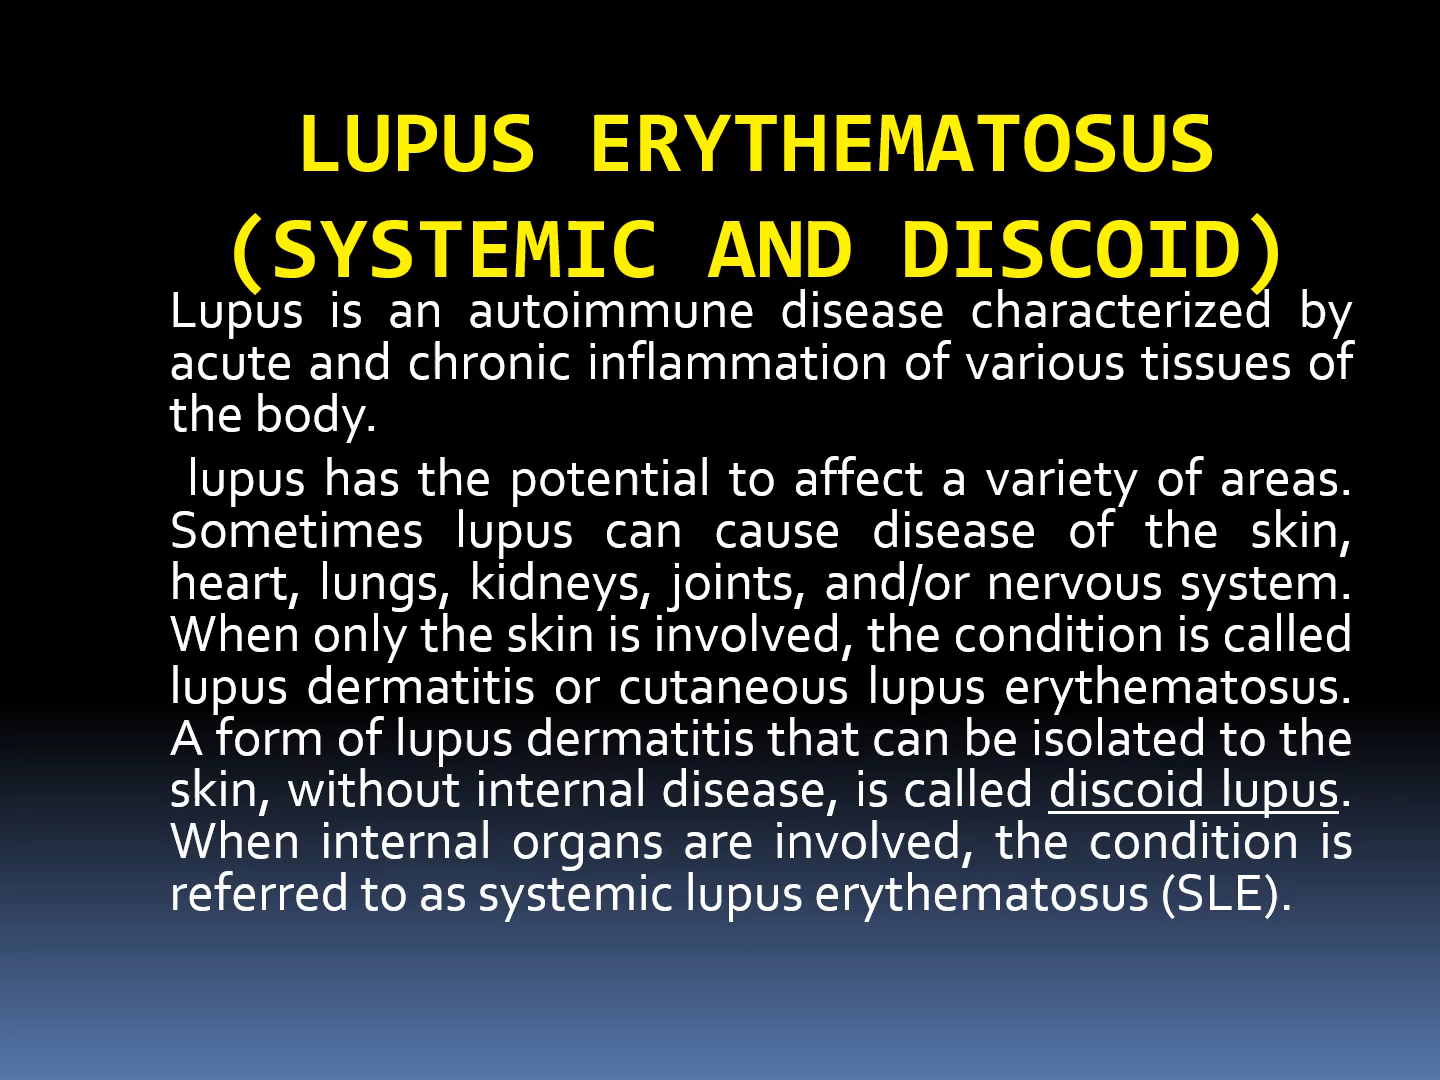 LUPUS ERYTHEMATOSUS
(SYSTEMIC AND DISCOID)
Lupus is an autoimmune disease characterized by
acute and chronic inflammation of various tissues of
the body.
lupus has the potential to affect a variety of areas.
Sometimes lupus can cause disease of the skin,
heart, lungs, kidneys, joints, and/or nervous system.
When only the skin is involved, the condition is called
lupus dermatitis or cutaneous lupus erythematosus.
A form of lupus dermatitis that can be isolated to the
skin, without internal disease, is called discoid lupus.
When internal organs are involved, the condition is
referred to as systemic lupus erythematosus (SLE).